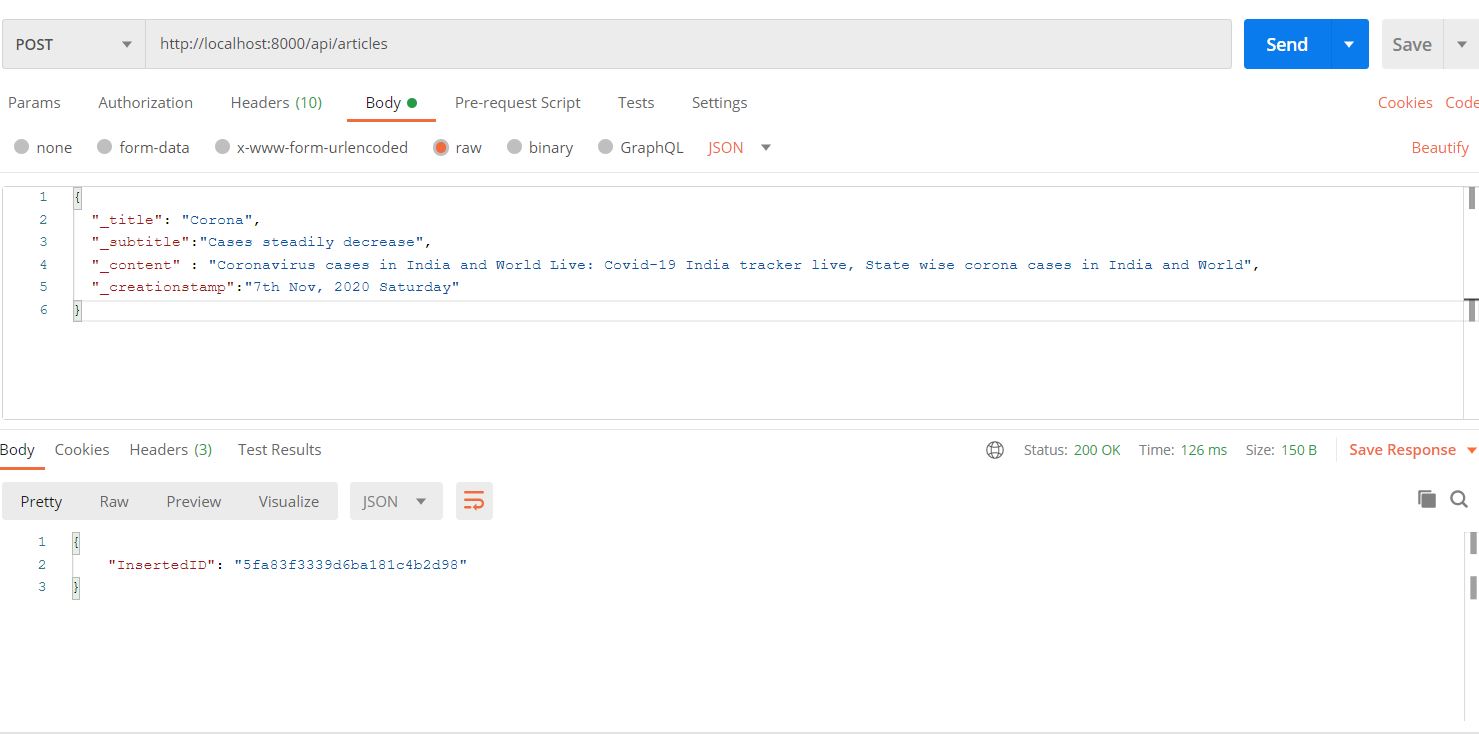 POST http://localhost:8000/api/articles Send Save
Params Authorization Headers (10) Body Pre-request Script Tests Settings Cookies Code
none form-data x-www-form-urlencoded raw binary GraphQL JSON Beautify
1 {
2 "_title": "Corona",
3 "_subtitle":"Cases steadily decrease",
4 "_content" : "Coronavirus cases in India and World Live: Covid-19 India tracker live, State wise corona cases in India and World",
5 "_creationstamp":"7th Nov, 2020 Saturday"
6 }
Body Cookies Headers (3) Test Results Status: 200 OK Time: 126 ms Size: 150 B Save Response
Pretty Raw Preview Visualize JSON
1 {
2 "InsertedID": "5fa83f3339d6ba181c4b2d98"
3 }